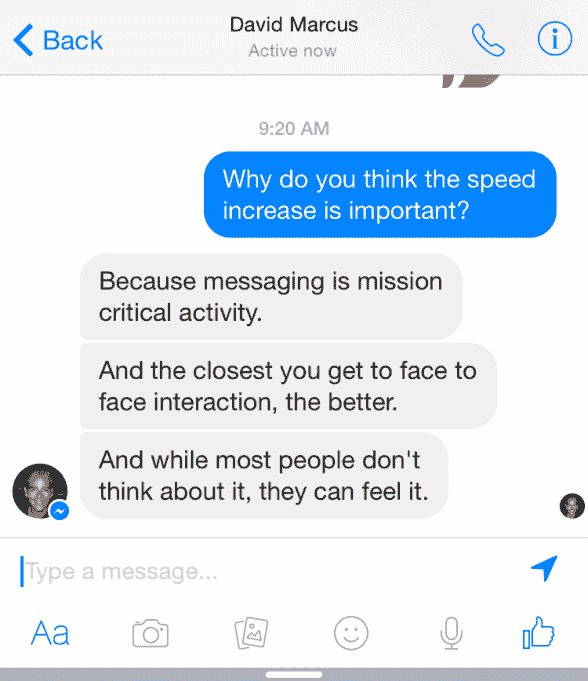 Back
David Marcus
Active now
9:20 AM
Why do you think the speed
increase is important?
Because messaging is mission
critical activity.
And the closest you get to face to
face interaction, the better.
And while most people don't
think about it, they can feel it.
Type a message...
Aa